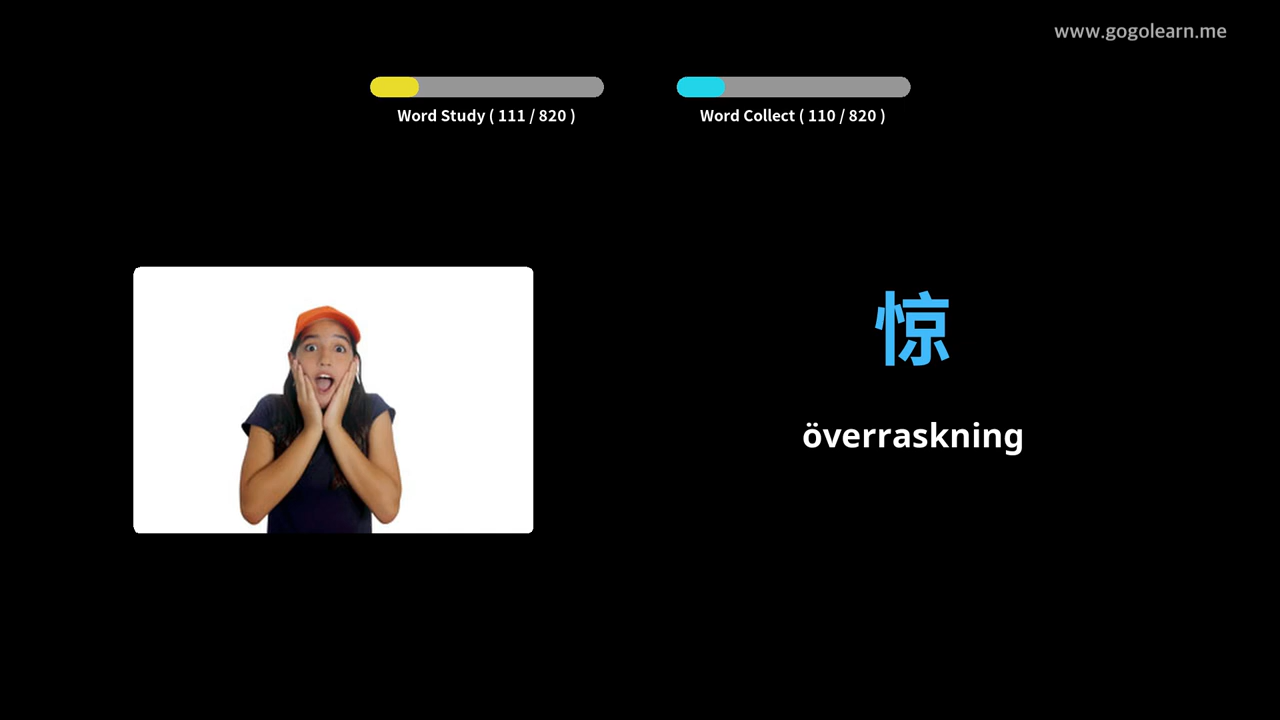 www.gogolearn.me
Word Study ( 111 / 820 )
Word Collect ( 110 / 820 )
惊
överraskning